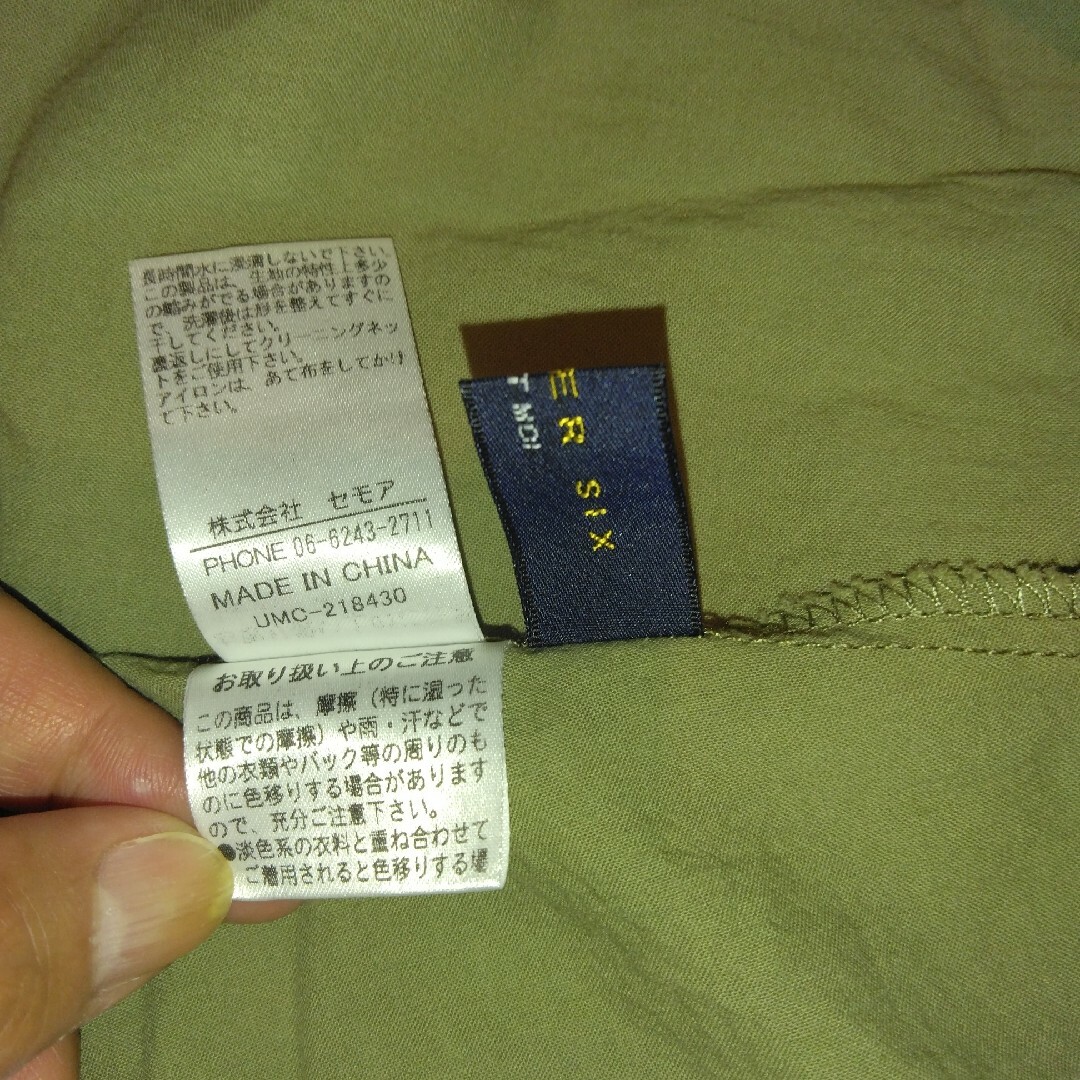 長時間水に浸漬しないで下さい。
この製品は、生地の特性上多少
の縮みがでる場合がありますの
で、洗濯後は形を整えてすぐに
干してください。
裏返しにしてクリーニングネッ
トをご使用下さい。
アイロンは、あて布をしてかけ
て下さい。
株式会社 セモア
PHONE 06-6243-2711
MADE IN CHINA
UMC-218430
お取り扱い上のご注意
この商品は、摩擦（特に湿った
状態での摩擦）や雨・汗などで
他の衣類やバック等の周りのも
のに色移りする場合があります
ので、充分ご注意下さい。
●淡色系の衣料と重ね合わせて
ご着用されると色移りする場
ER SIX
T MOI